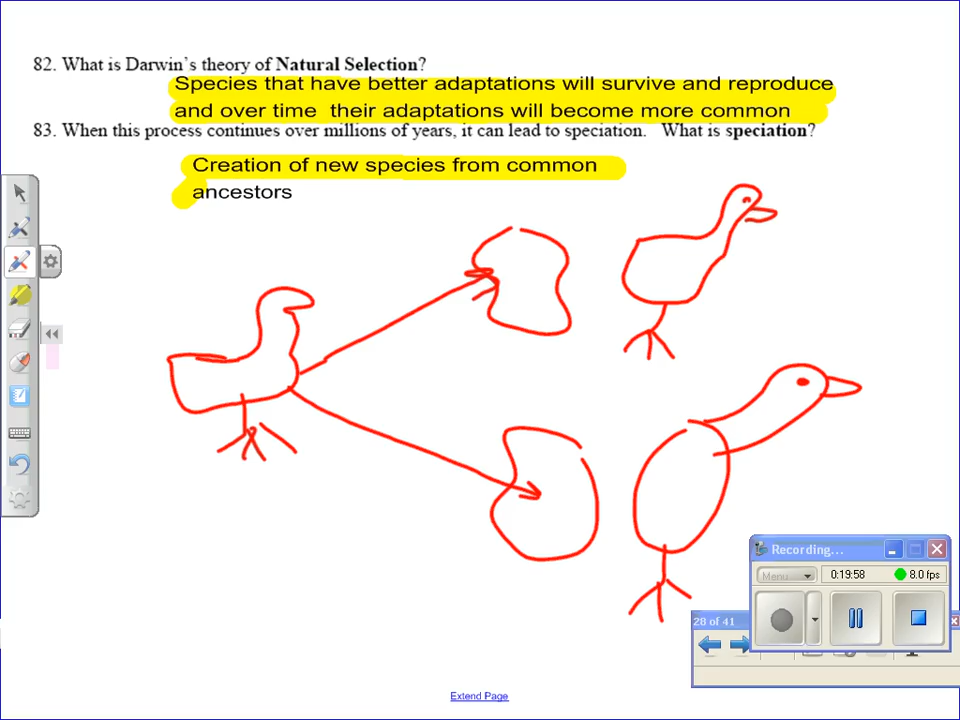 82. What is Darwin's theory of Natural Selection?
Species that have better adaptations will survive and reproduce
and over time their adaptations will become more common
83. When this process continues over millions of years, it can lead to speciation. What is speciation?
Creation of new species from common
ancestors
Recording...
Menu
0:19:58
8.0 fps
28 of 41
Extend Page